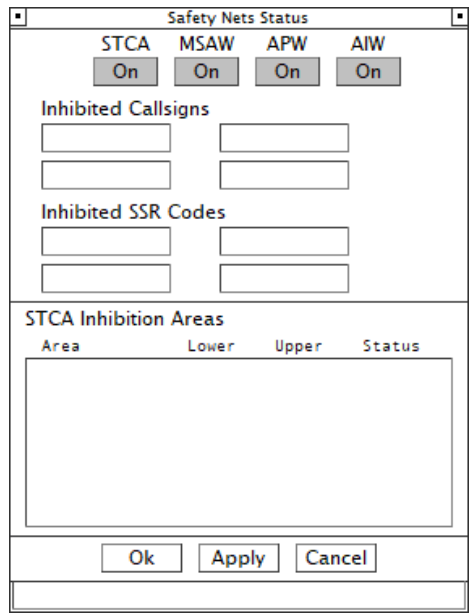 Safety Nets Status
STCA MSAW APW AIW
On On On On
Inhibited Callsigns
Inhibited SSR Codes
STCA Inhibition Areas
Area Lower Upper Status
Ok Apply Cancel